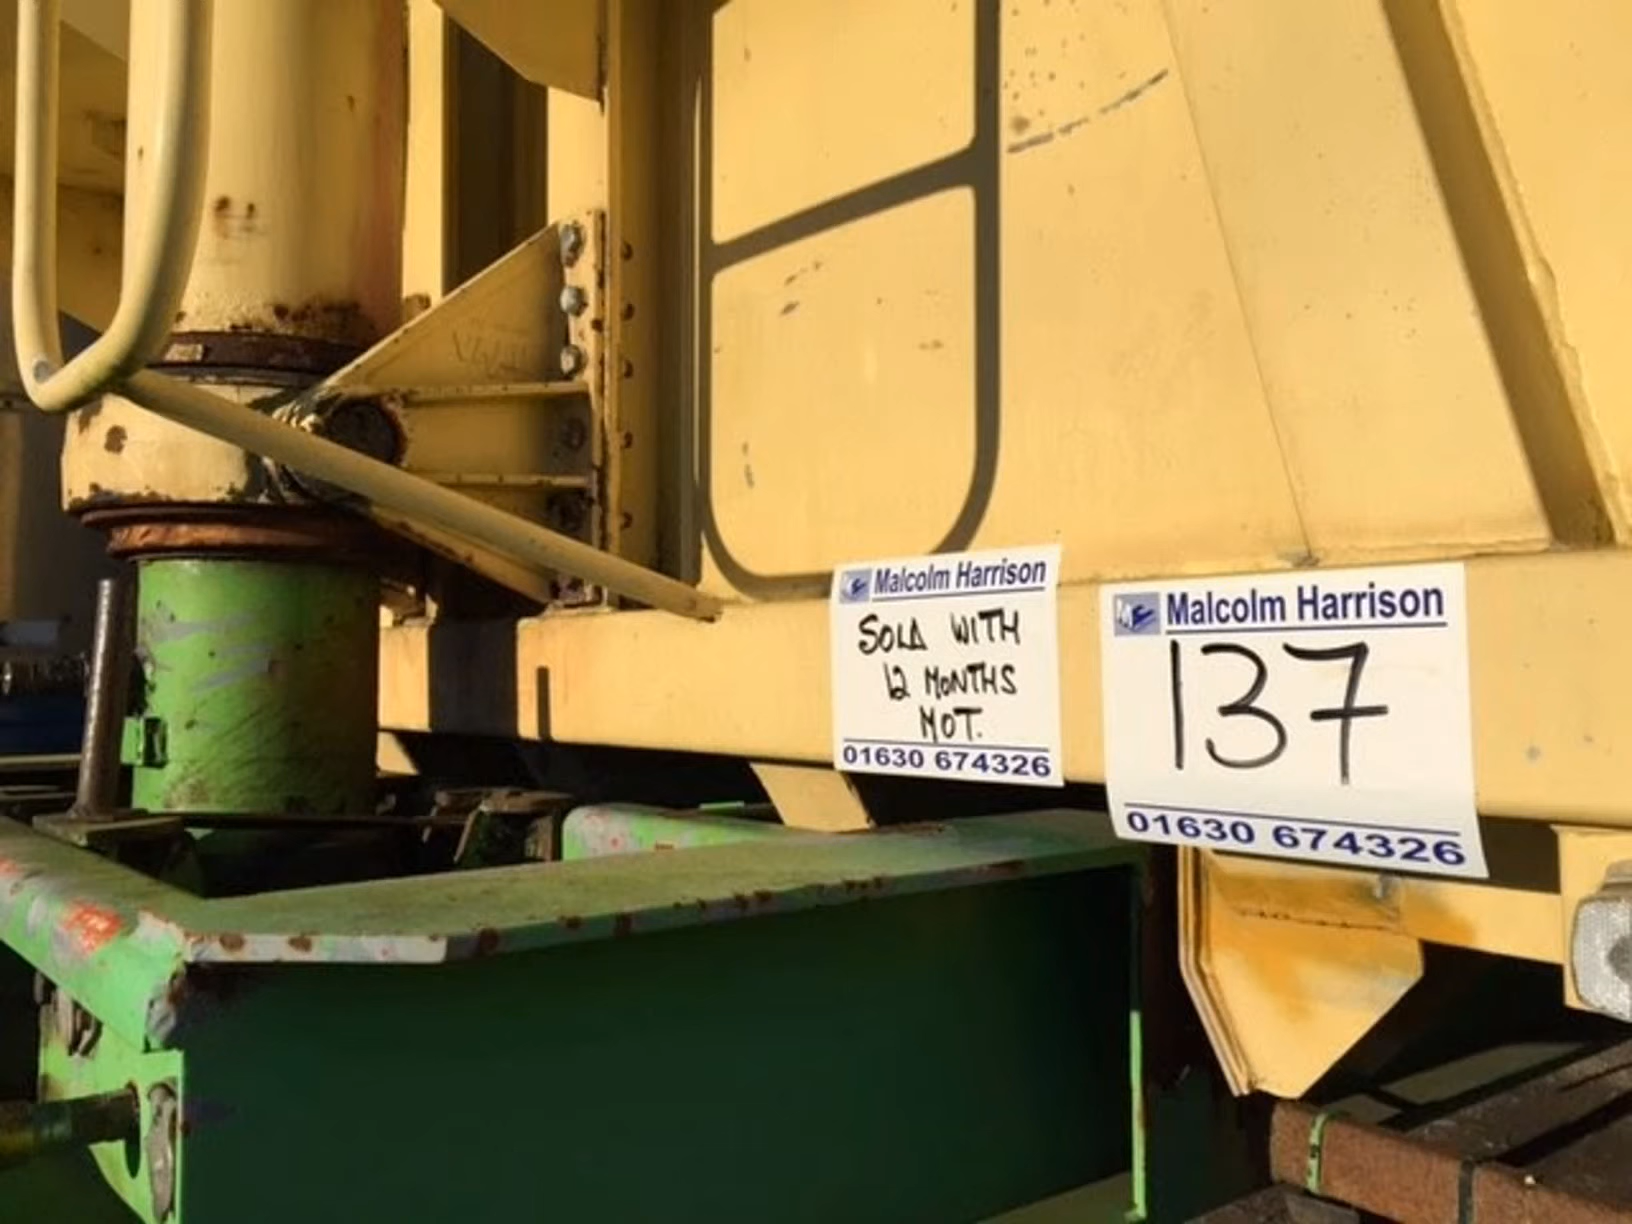 Malcolm Harrison
SOLD WITH
12 MONTHS
MOT.
01630 674326
Malcolm Harrison
137
01630 674326